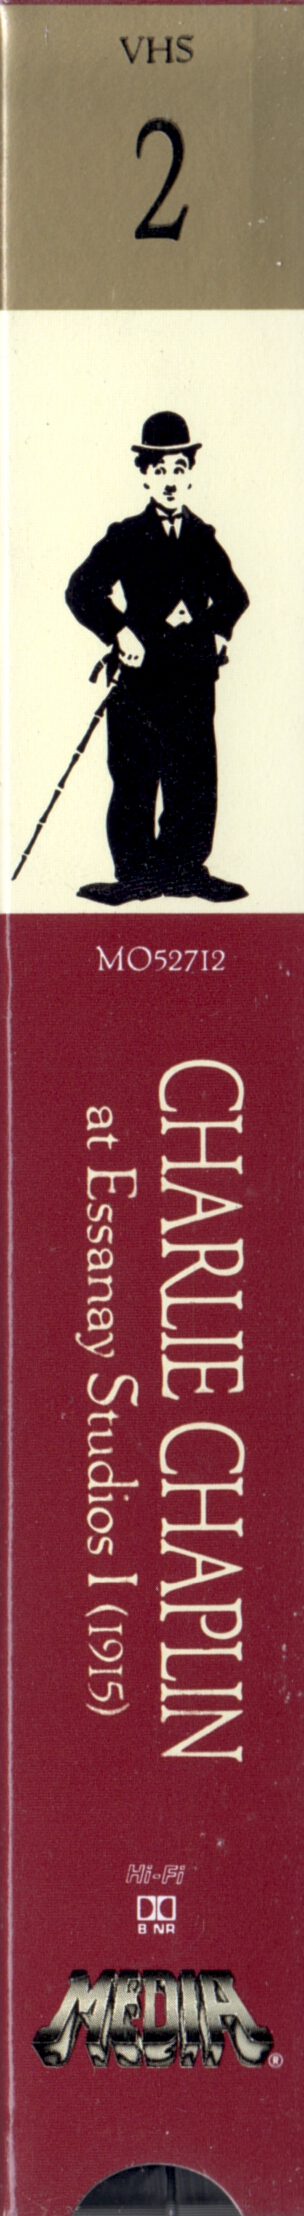 VHS
2
MO52712
CHARLIE CHAPLIN
at Essanay Studios I (1915)
Hi-Fi
B NR
MEDIA®